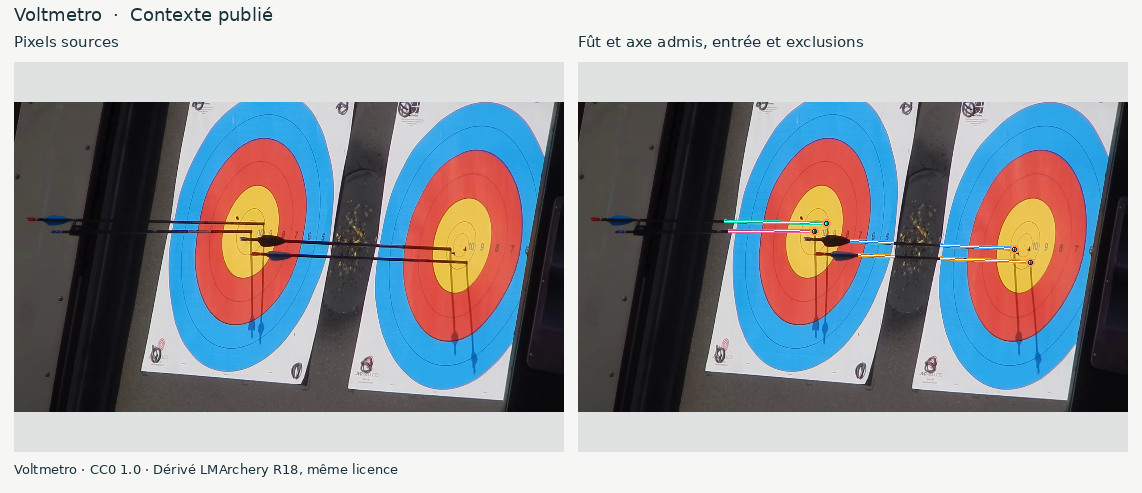 Voltmetro · Contexte publié
Pixels sources
Fût et axe admis, entrée et exclusions
Voltmetro · CC0 1.0 · Dérivé LMArchery R18, même licence